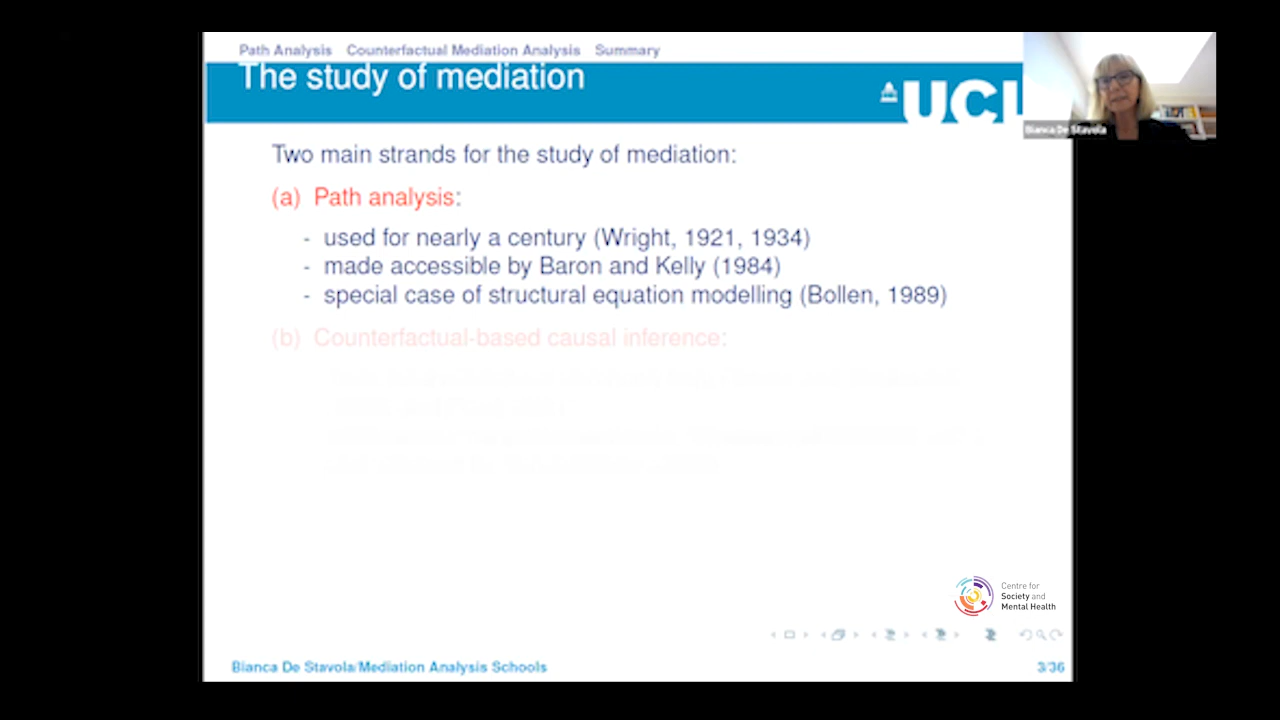 Path Analysis Counterfactual Mediation Analysis Summary
The study of mediation
UCL
Bianca De Stavola
Two main strands for the study of mediation:
(a) Path analysis:
- used for nearly a century (Wright, 1921, 1934)
- made accessible by Baron and Kelly (1984)
- special case of structural equation modelling (Bollen, 1989)
(b) Counterfactual-based causal inference:
Centre for
Society and
Mental Health
Bianca De Stavola/Mediation Analysis Schools
3/36